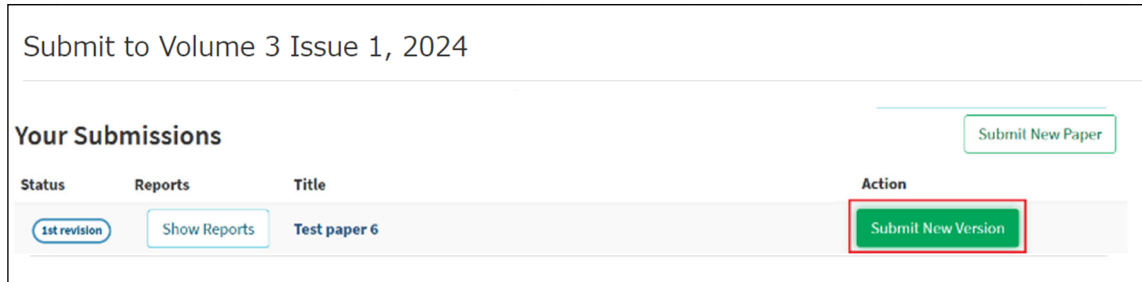 Submit to Volume 3 Issue 1, 2024
Your Submissions
Submit New Paper
Status Reports Title Action
1st revision Show Reports Test paper 6 Submit New Version